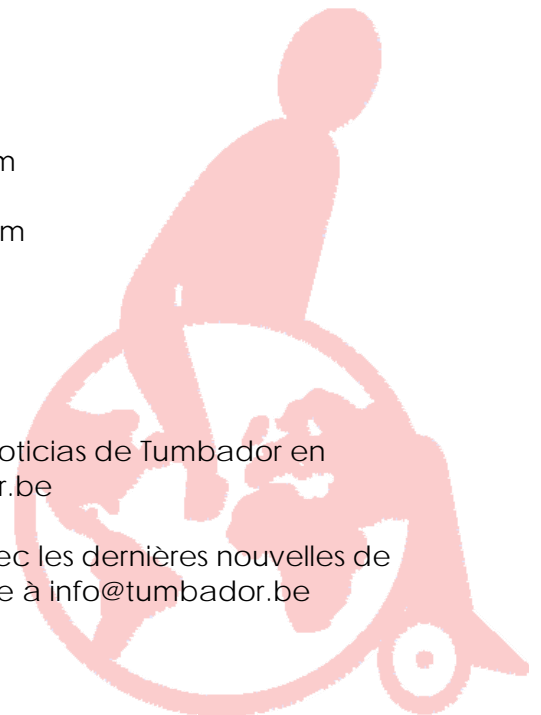 m
m
oticias de Tumbador en
r.be
ec les dernières nouvelles de
e à info@tumbador.be